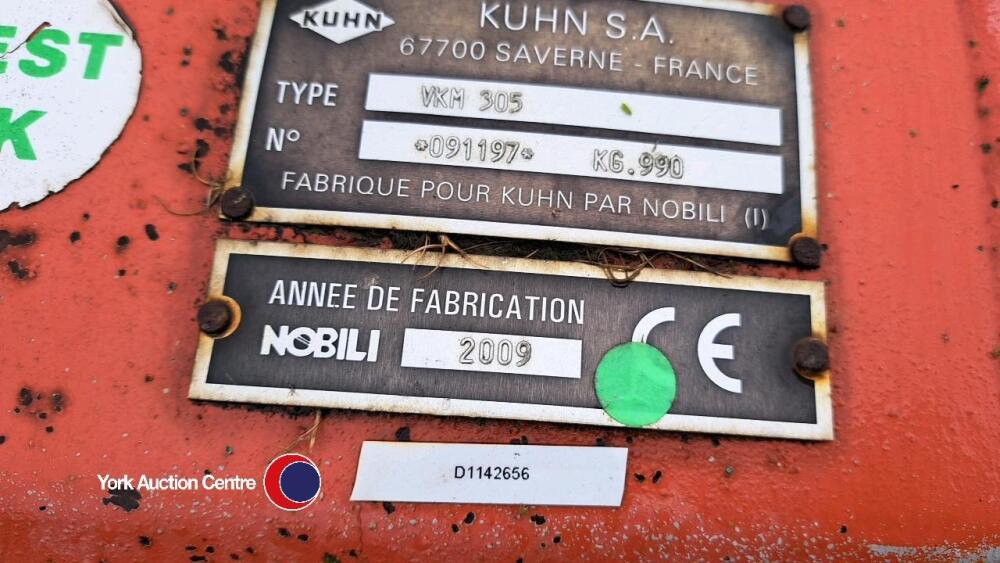 EST
K
KUHN
KUHN S.A.
67700 SAVERNE - FRANCE
TYPE VKM 305
N° *091197* KG.990
FABRIQUE POUR KUHN PAR NOBILI (I)
ANNEE DE FABRICATION
NOBILI 2009
CE
D1142656
York Auction Centre